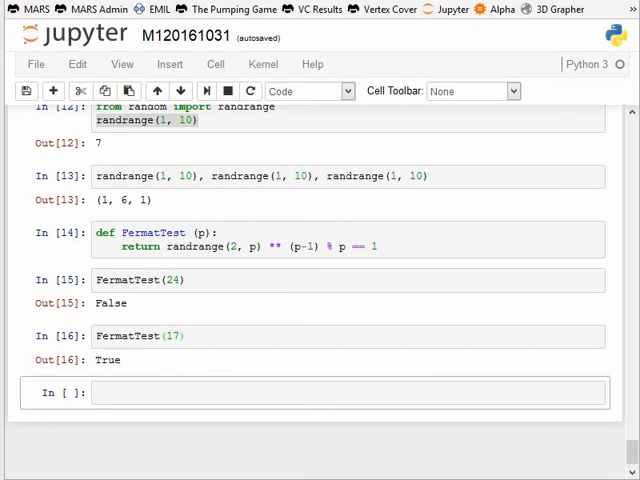 MARS MARS Admin EMIL The Pumping Game VC Results Vertex Cover Jupyter Alpha 3D Grapher »
jupyter M120161031 (autosaved)
File Edit View Insert Cell Kernel Help Python 3
Code Cell Toolbar: None
In [12]: from random import randrange
randrange(1, 10)
Out[12]: 7
In [13]: randrange(1, 10), randrange(1, 10), randrange(1, 10)
Out[13]: (1, 6, 1)
In [14]: def FermatTest (p):
return randrange(2, p) ** (p-1) % p == 1
In [15]: FermatTest(24)
Out[15]: False
In [16]: FermatTest(17)
Out[16]: True
In [ ]: